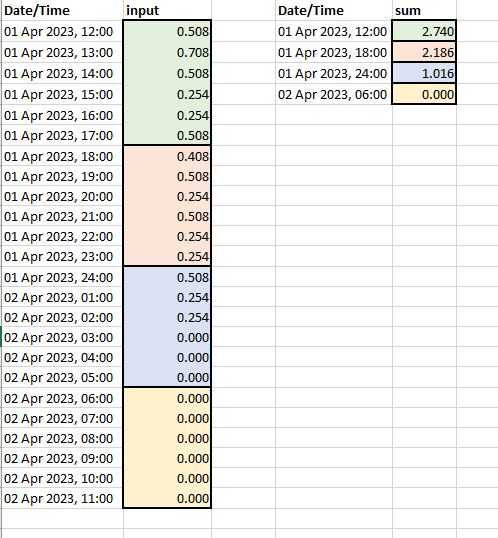 Date/Time input Date/Time sum
01 Apr 2023, 12:00 0.508 01 Apr 2023, 12:00 2.740
01 Apr 2023, 13:00 0.708 01 Apr 2023, 18:00 2.186
01 Apr 2023, 14:00 0.508 01 Apr 2023, 24:00 1.016
01 Apr 2023, 15:00 0.254 02 Apr 2023, 06:00 0.000
01 Apr 2023, 16:00 0.254
01 Apr 2023, 17:00 0.508
01 Apr 2023, 18:00 0.408
01 Apr 2023, 19:00 0.508
01 Apr 2023, 20:00 0.254
01 Apr 2023, 21:00 0.508
01 Apr 2023, 22:00 0.254
01 Apr 2023, 23:00 0.254
01 Apr 2023, 24:00 0.508
02 Apr 2023, 01:00 0.254
02 Apr 2023, 02:00 0.254
02 Apr 2023, 03:00 0.000
02 Apr 2023, 04:00 0.000
02 Apr 2023, 05:00 0.000
02 Apr 2023, 06:00 0.000
02 Apr 2023, 07:00 0.000
02 Apr 2023, 08:00 0.000
02 Apr 2023, 09:00 0.000
02 Apr 2023, 10:00 0.000
02 Apr 2023, 11:00 0.000